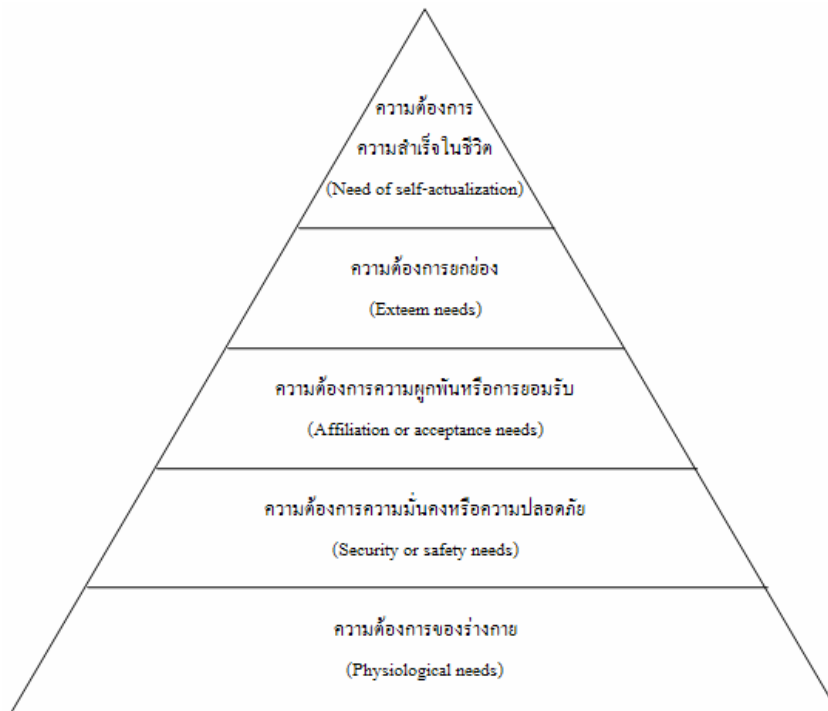 ความต้องการ
ความสำเร็จในชีวิต
(Need of self-actualization)
ความต้องการยกย่อง
(Exteem needs)
ความต้องการความผูกพันหรือการยอมรับ
(Affiliation or acceptance needs)
ความต้องการความมั่นคงหรือความปลอดภัย
(Security or safety needs)
ความต้องการของร่างกาย
(Physiological needs)